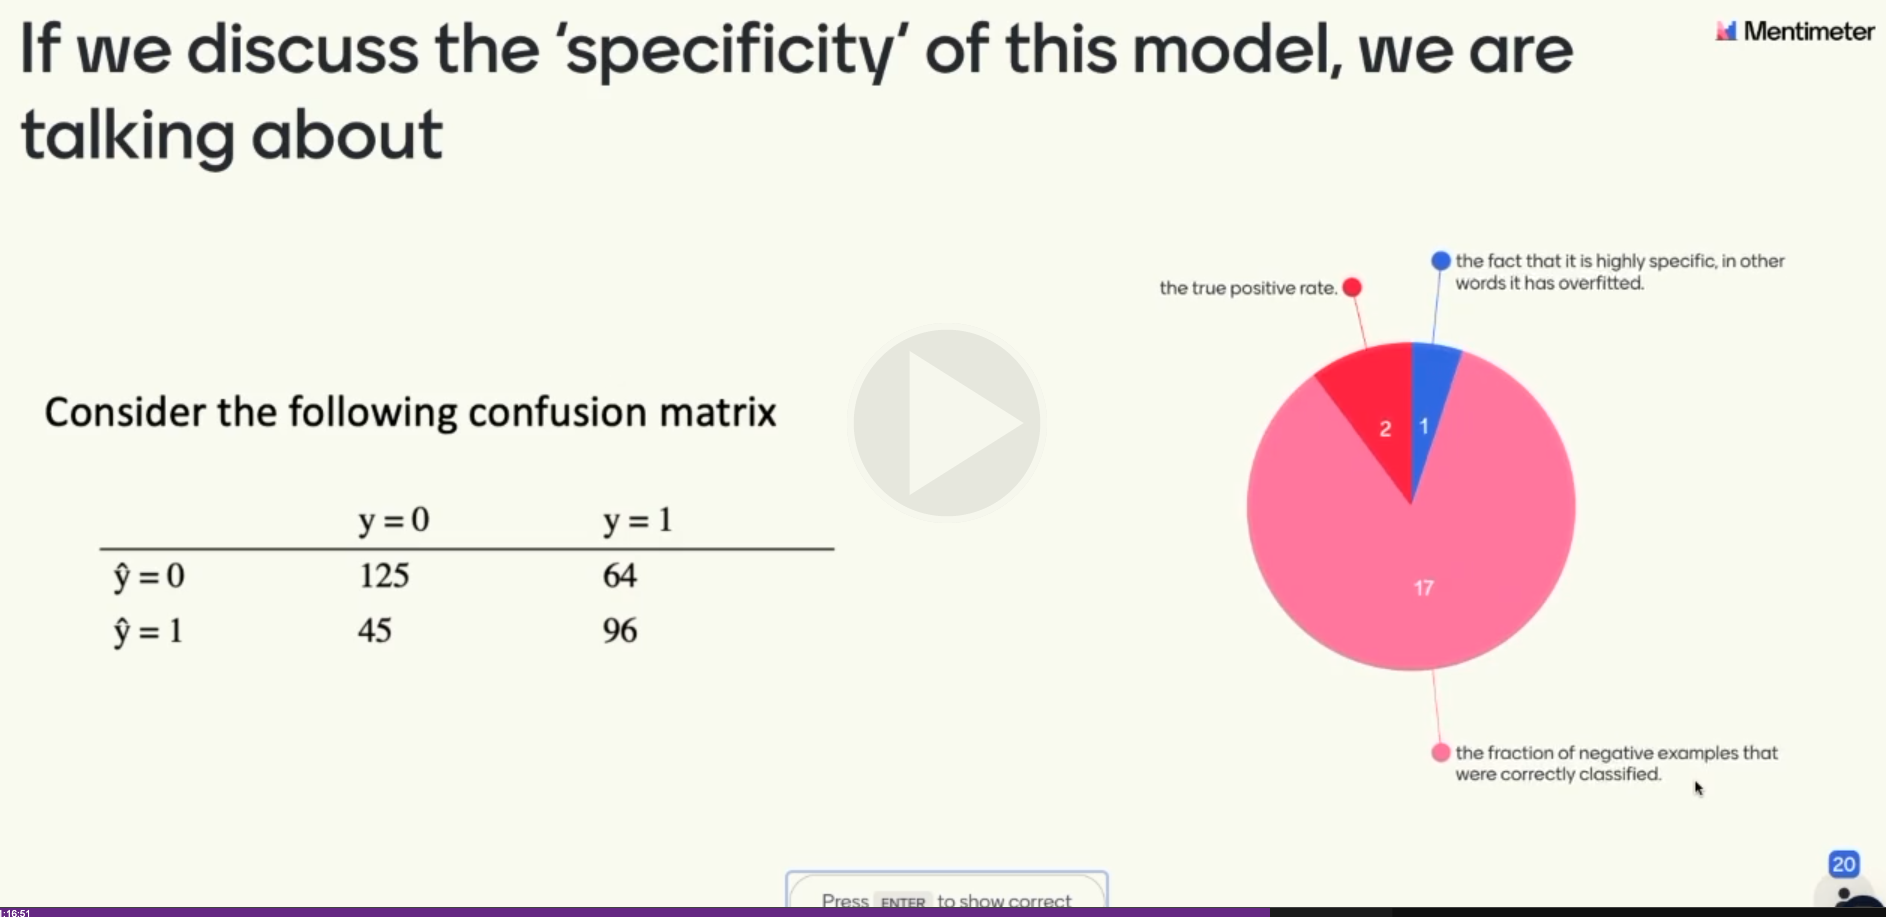 If we discuss the ‘specificity’ of this model, we are
talking about
Mentimeter
Consider the following confusion matrix
y = 0 y = 1
ŷ = 0 125 64
ŷ = 1 45 96
the true positive rate.
the fact that it is highly specific, in other
words it has overfitted.
2 1
17
the fraction of negative examples that
were correctly classified.
20
Press ENTER to show correct
1:16:51